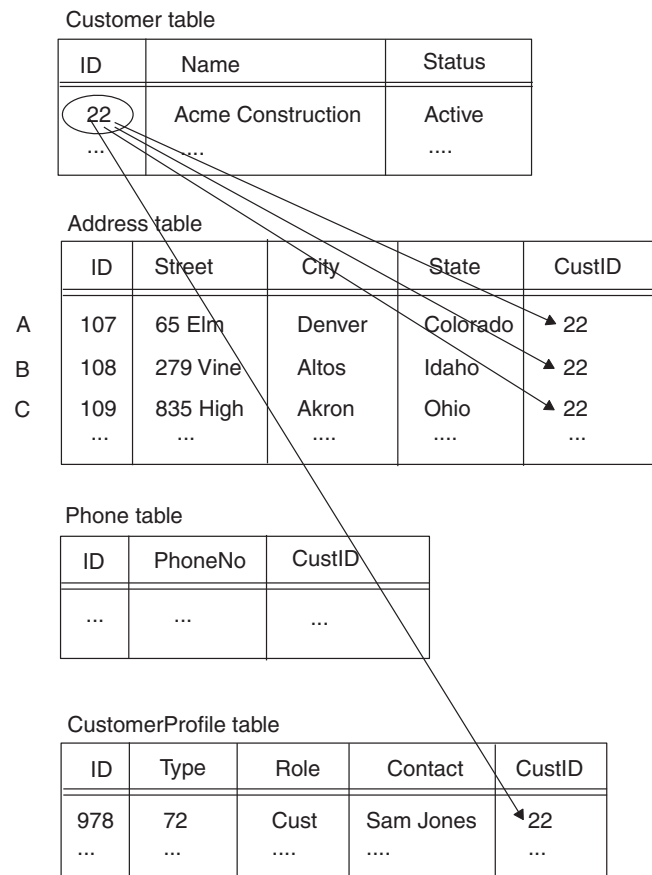 Customer table
ID Name Status
22 Acme Construction Active
... .... ....
Address table
ID Street City State CustID
A 107 65 Elm Denver Colorado 22
B 108 279 Vine Altos Idaho 22
C 109 835 High Akron Ohio 22
... ... .... .... ...
Phone table
ID PhoneNo CustID
... ... ...
CustomerProfile table
ID Type Role Contact CustID
978 72 Cust Sam Jones 22
... ... .... .... ...